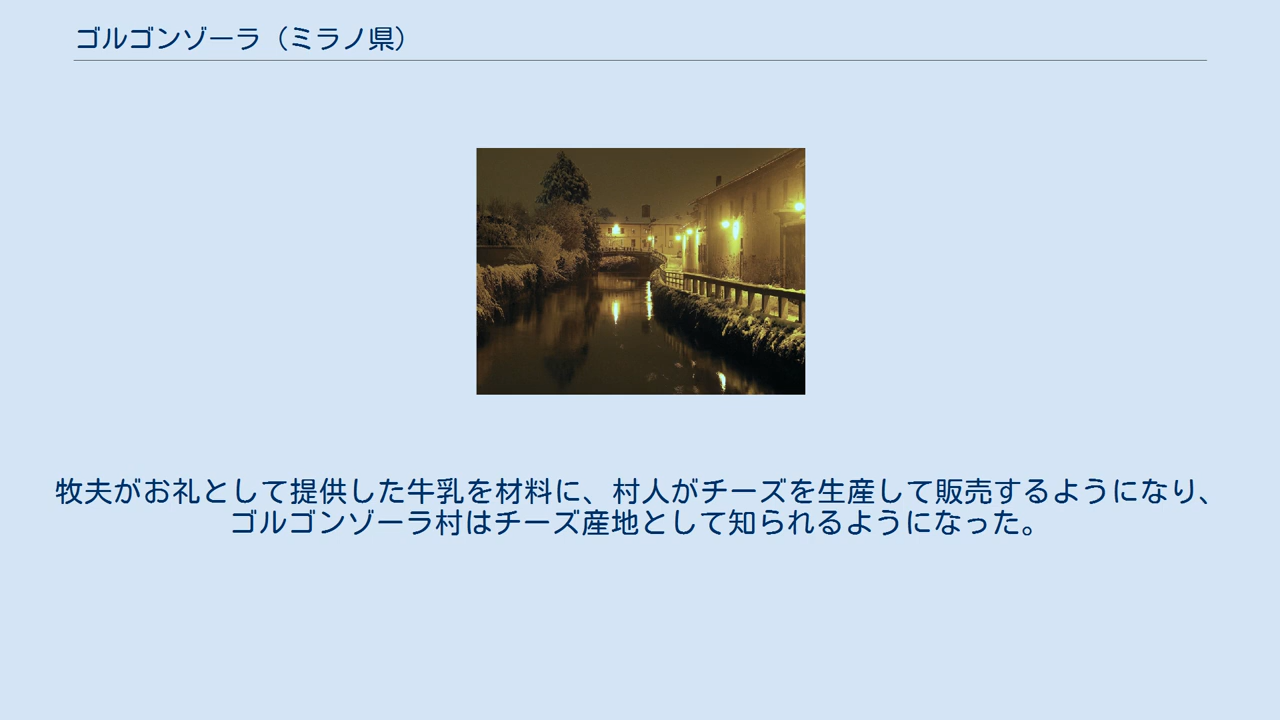 ゴルゴンゾーラ（ミラノ県）
牧夫がお礼として提供した牛乳を材料に、村人がチーズを生産して販売するようになり、
ゴルゴンゾーラ村はチーズ産地として知られるようになった。